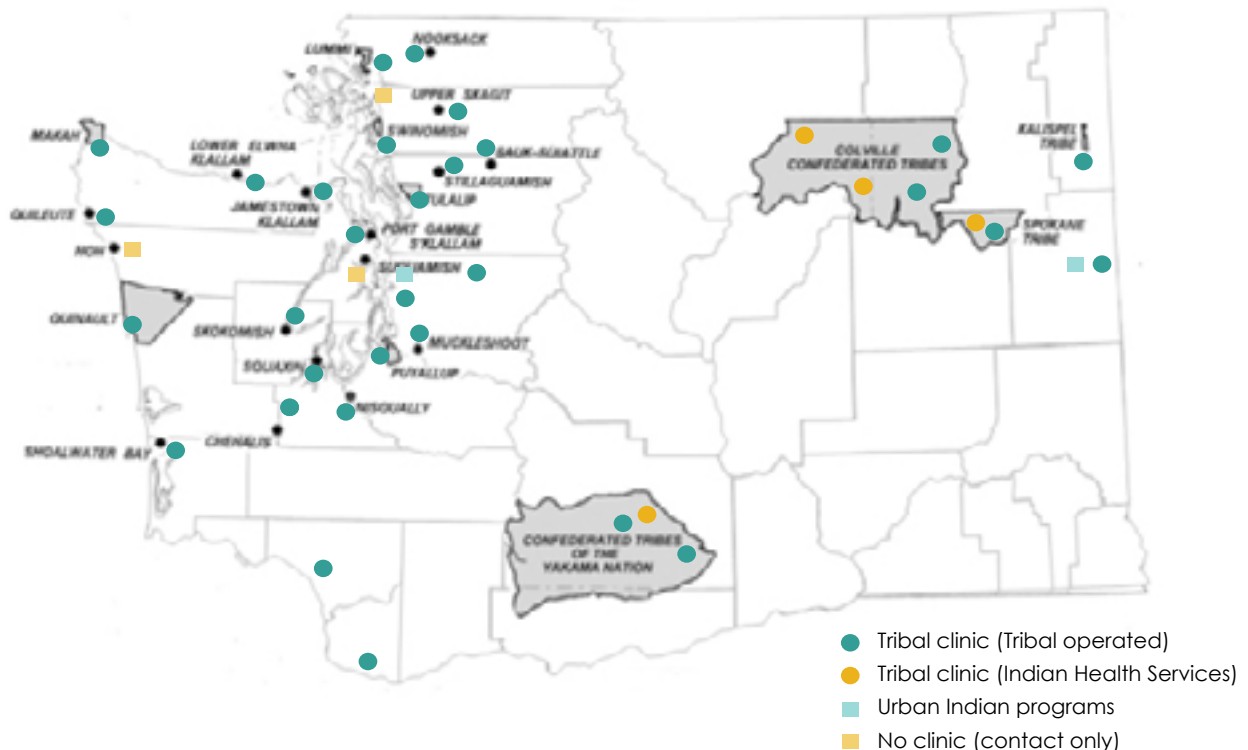 NOOKSACK
LUMMI
UPPER SKAGIT
SWINOMISH
MAKAH
LOWER ELWHA
KLALLAM
SAUK-SUIATTLE
STILLAGUAMISH
JAMESTOWN
KLALLAM
TULALIP
QUILEUTE
PORT GAMBLE
S'KLALLAM
HOH
SUQUAMISH
QUINAULT
SKOKOMISH
MUCKLESHOOT
SQUAXIN
PUYALLUP
NISQUALLY
CHEHALIS
SHOALWATER BAY
COLVILLE
CONFEDERATED TRIBES
KALISPEL
TRIBE
SPOKANE
TRIBE
CONFEDERATED TRIBES
OF THE
YAKAMA NATION
Tribal clinic (Tribal operated)
Tribal clinic (Indian Health Services)
Urban Indian programs
No clinic (contact only)